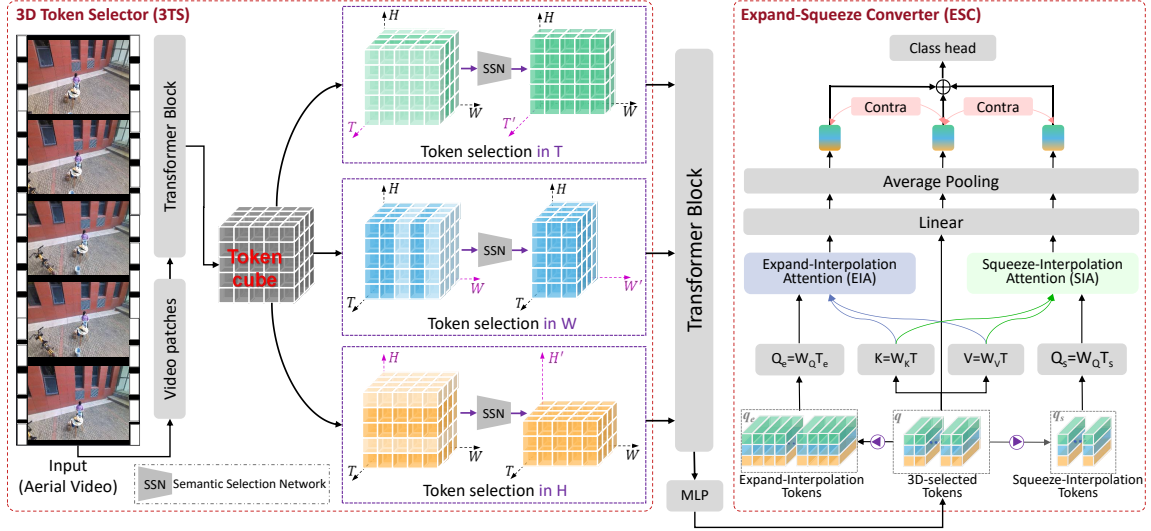 3D Token Selector (3TS)
Input
(Aerial Video)
Transformer Block
Video patches
SSN
Semantic Selection Network
Token
cube
H
SSN
W
W
T
T'
Token selection in T
H
H
SSN
W
W'
T
T
Token selection in W
H
H'
SSN
W
W
T
T
Token selection in H
Transformer Block
MLP
Expand-Squeeze Converter (ESC)
Class head
Contra
Contra
Average Pooling
Linear
Expand-Interpolation
Attention (EIA)
Squeeze-Interpolation
Attention (SIA)
Qe=WQTe
K=WKT
V=WVT
Qs=WQTs
qe
q
qs
Expand-Interpolation
Tokens
3D-selected
Tokens
Squeeze-Interpolation
Tokens